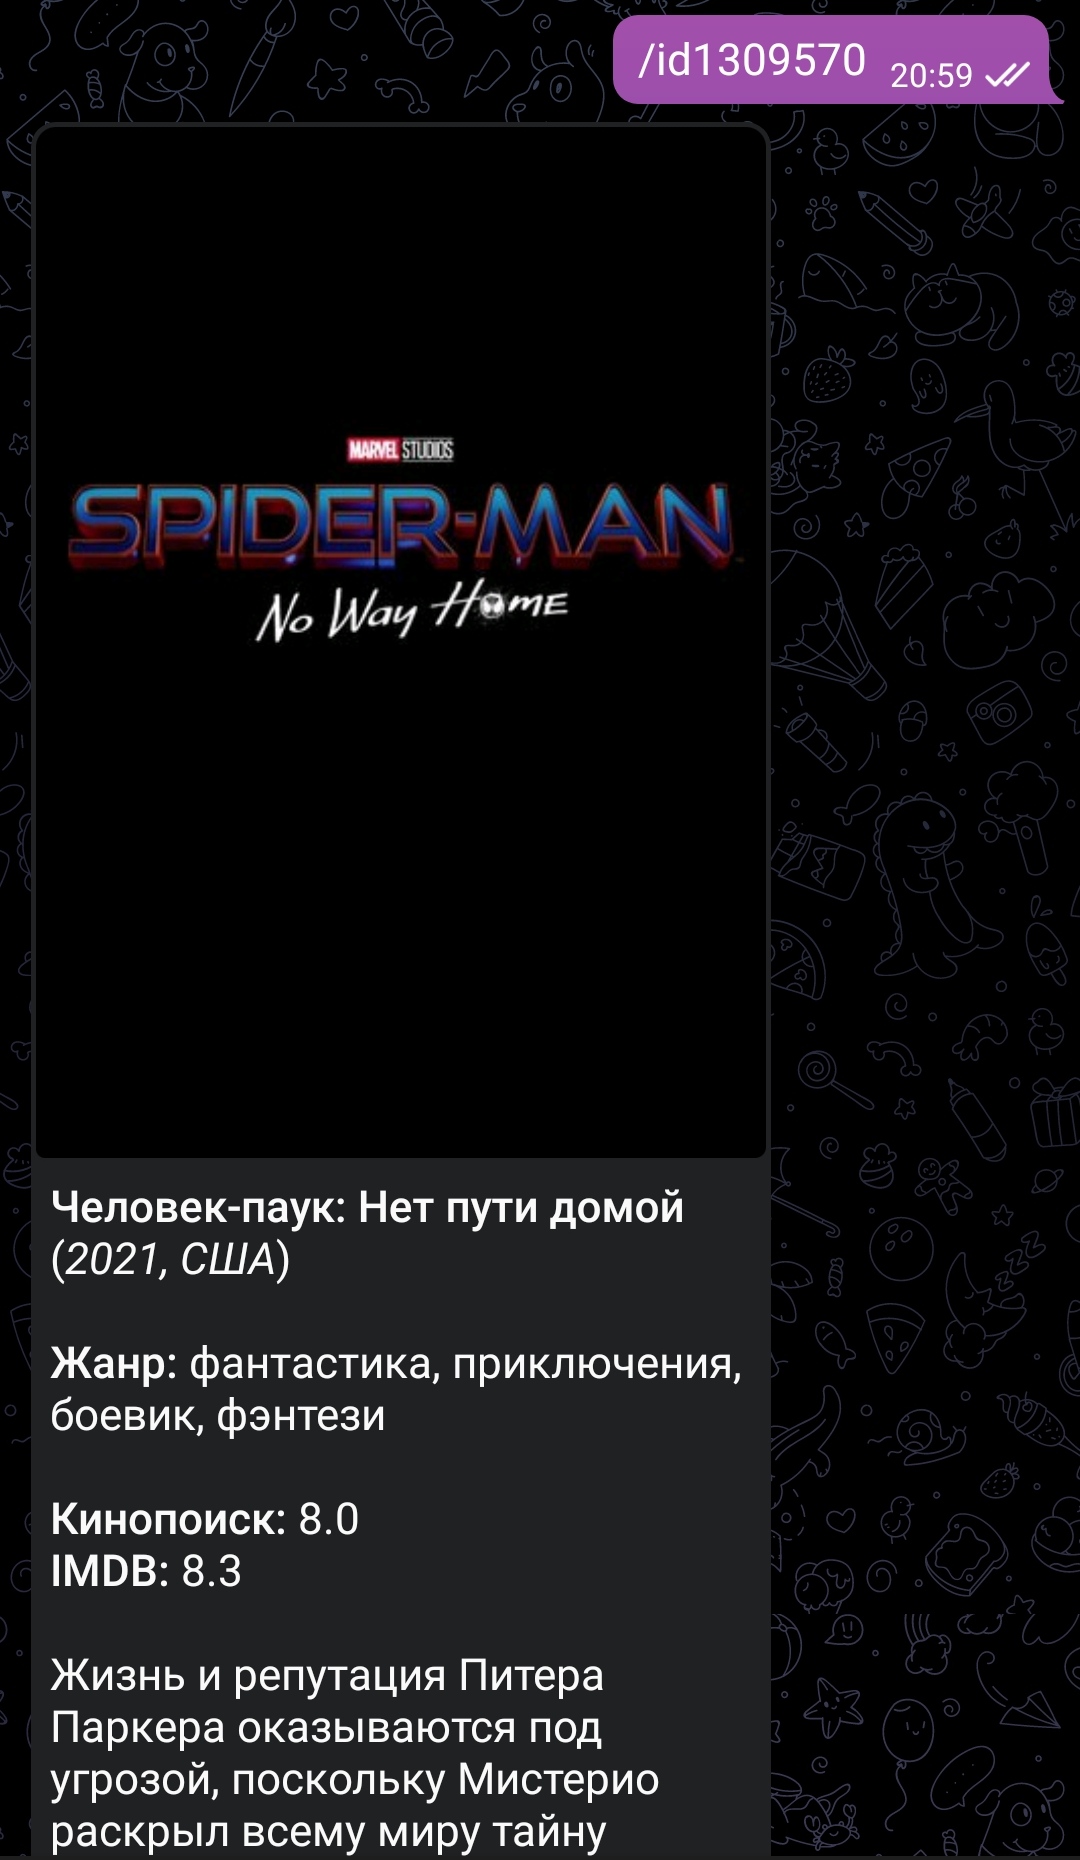 /id1309570 20:59
MARVEL STUDIOS
SPIDER-MAN
No Way Home
Человек-паук: Нет пути домой
(2021, США)
Жанр: фантастика, приключения,
боевик, фэнтези
Кинопоиск: 8.0
IMDB: 8.3
Жизнь и репутация Питера
Паркера оказываются под
угрозой, поскольку Мистерио
раскрыл всему миру тайну